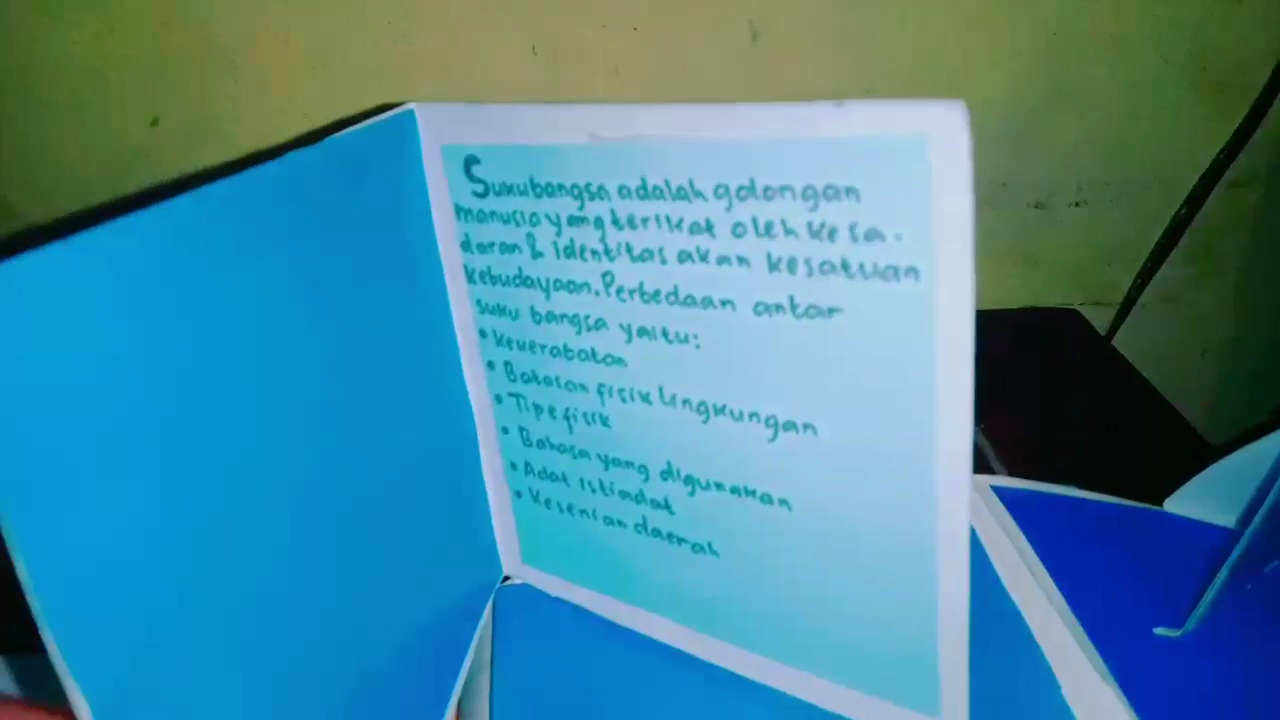 Sukubangsa adalah golongan
manusia yang terikat oleh kesa-
daran & identitas akan kesatuan
kebudayaan. Perbedaan antar
suku bangsa yaitu:
• Kekerabatan
• Batasan fisik lingkungan
• Tipe fisik
• Bahasa yang digunakan
• Adat istiadat
• Kesenian daerah